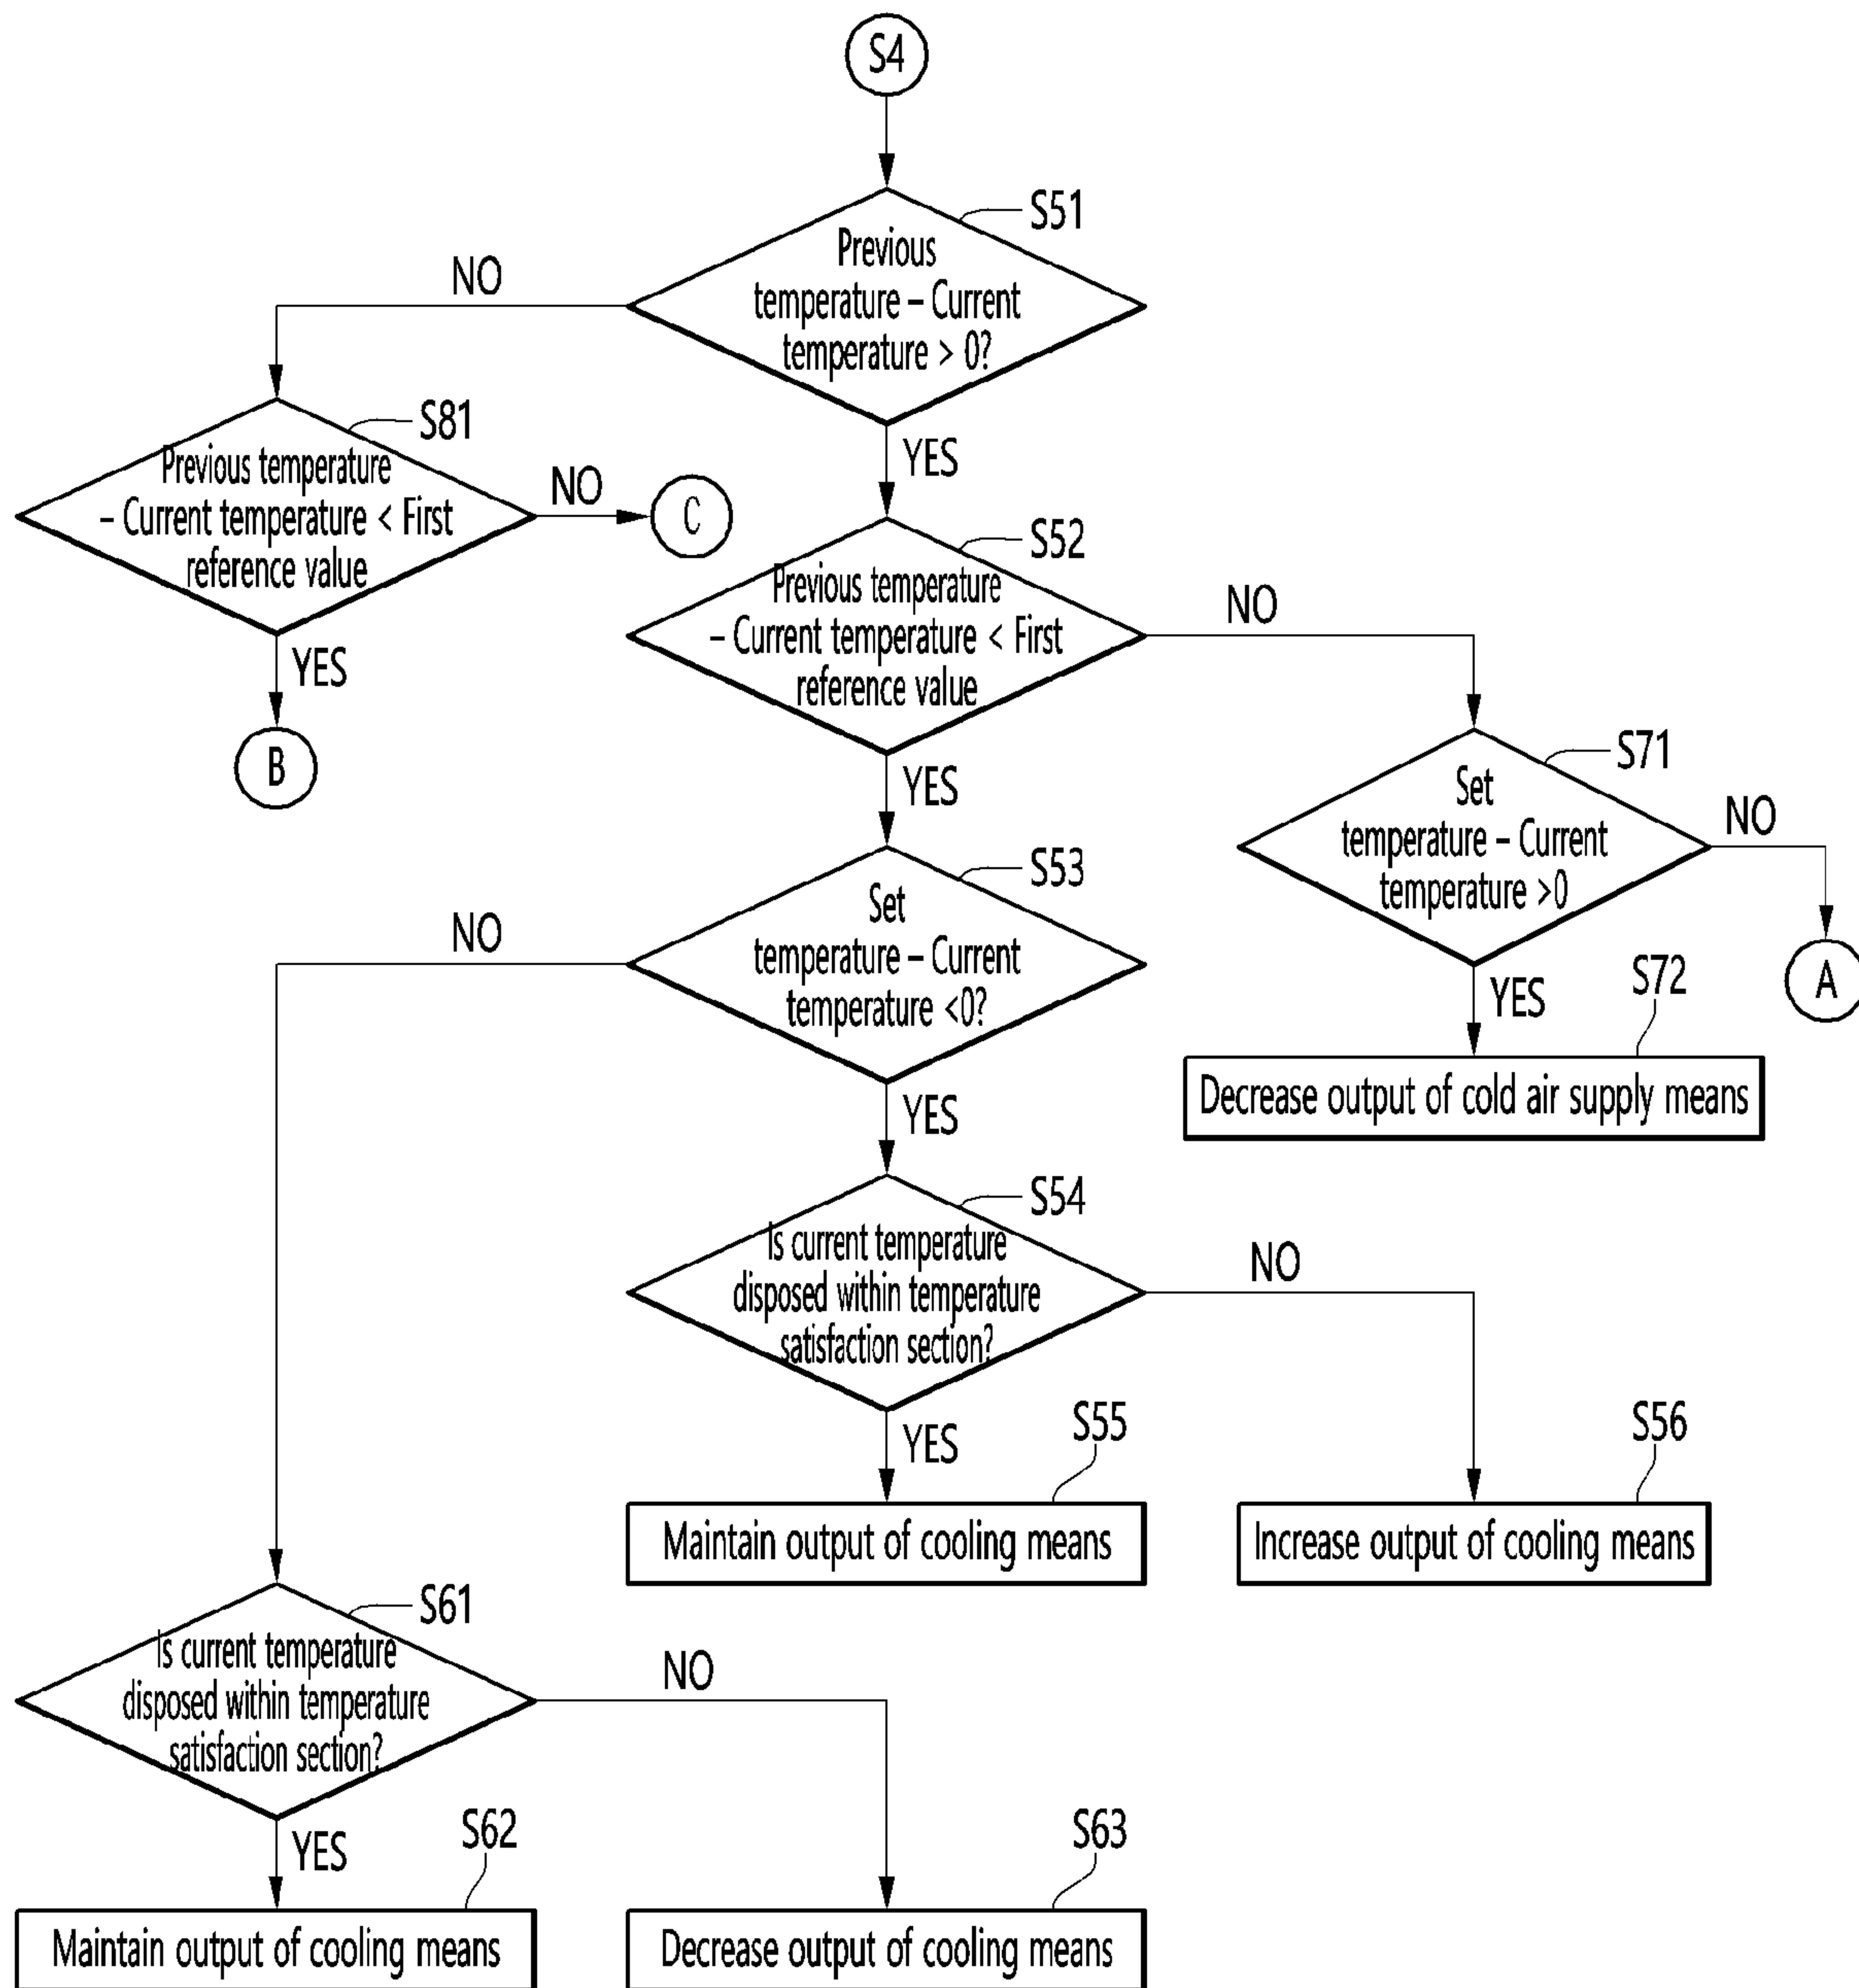 S4
S51
Previous
temperature – Current
temperature > 0?
NO
YES
S81
Previous temperature
– Current temperature < First
reference value
NO
C
YES
B
S52
Previous temperature
– Current temperature < First
reference value
NO
YES
S71
Set
temperature – Current
temperature >0
NO
A
YES
S72
Decrease output of cold air supply means
S53
Set
temperature – Current
temperature <0?
NO
YES
S54
Is current temperature
disposed within temperature
satisfaction section?
NO
YES
S55
Maintain output of cooling means
S56
Increase output of cooling means
S61
Is current temperature
disposed within temperature
satisfaction section?
NO
YES
S62
Maintain output of cooling means
S63
Decrease output of cooling means